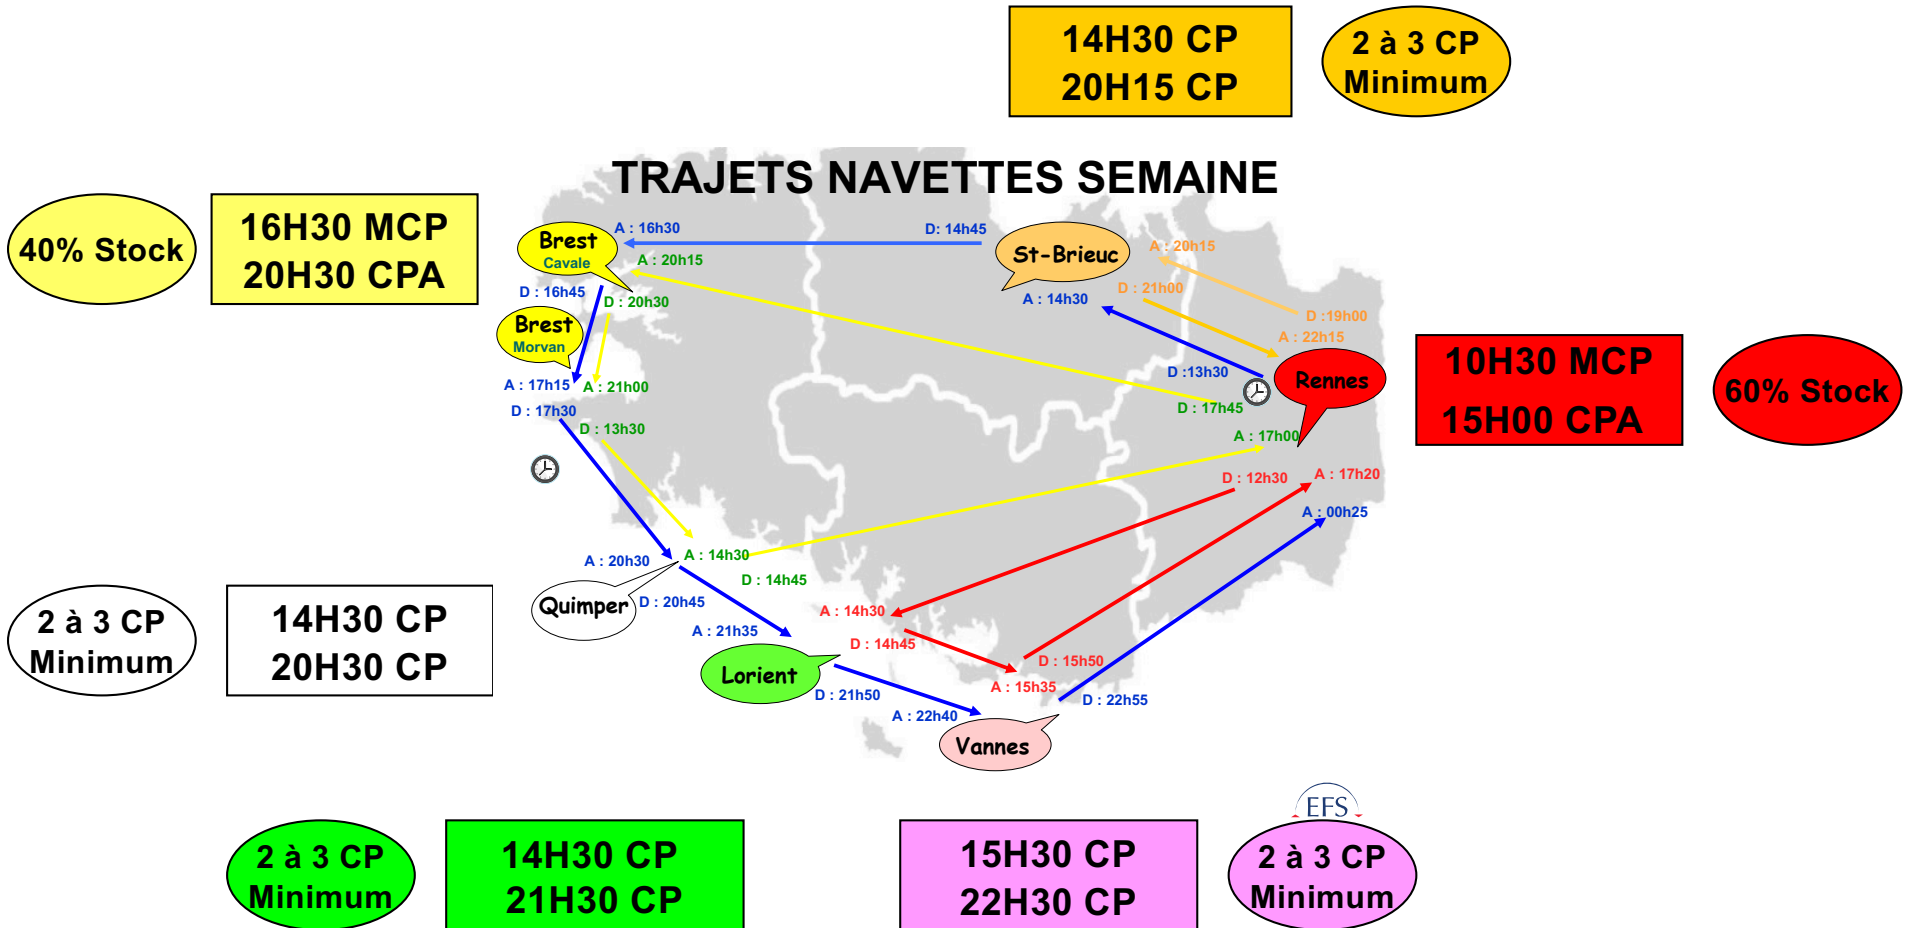 14H30 CP
20H15 CP
2 à 3 CP
Minimum
TRAJETS NAVETTES SEMAINE
40% Stock
16H30 MCP
20H30 CPA
Brest
Cavale
A : 16h30
D: 14h45
St-Brieuc
A : 20h15
A : 20h15
D : 16h45
D : 20h30
A : 14h30
D : 21h00
D :19h00
Brest
Morvan
A : 22h15
D :13h30
Rennes
10H30 MCP
15H00 CPA
60% Stock
A : 17h15
A : 21h00
D : 17h30
D : 17h45
D : 13h30
A : 17h00
D : 12h30
A : 17h20
A : 00h25
A : 20h30
A : 14h30
D : 14h45
Quimper
D : 20h45
A : 14h30
2 à 3 CP
Minimum
14H30 CP
20H30 CP
A : 21h35
D : 14h45
Lorient
D : 15h50
A : 15h35
D : 21h50
A : 22h40
D : 22h55
Vannes
EFS
2 à 3 CP
Minimum
14H30 CP
21H30 CP
15H30 CP
22H30 CP
2 à 3 CP
Minimum